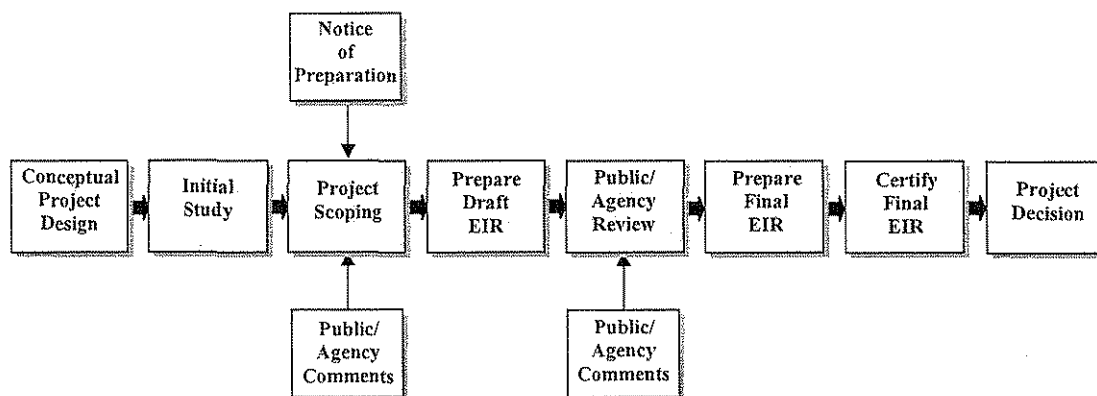 Notice
of
Preparation
Conceptual
Project
Design
Initial
Study
Project
Scoping
Prepare
Draft
EIR
Public/
Agency
Review
Prepare
Final
EIR
Certify
Final
EIR
Project
Decision
Public/
Agency
Comments
Public/
Agency
Comments